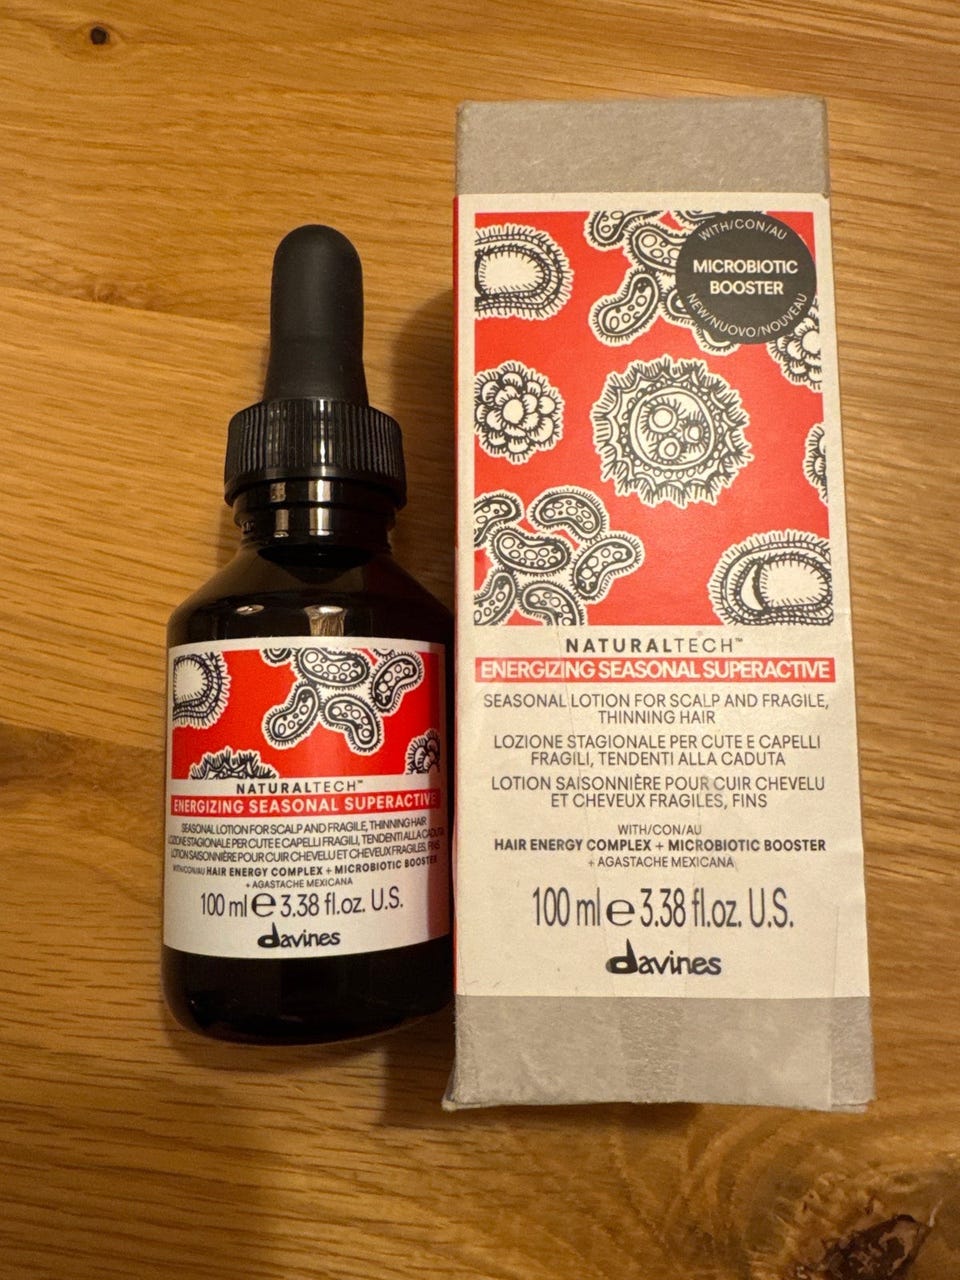 WITH/CON/AU
MICROBIOTIC
BOOSTER
NEW/NUOVO/NOUVEAU
NATURALTECH™
ENERGIZING SEASONAL SUPERACTIVE
SEASONAL LOTION FOR SCALP AND FRAGILE,
THINNING HAIR
LOZIONE STAGIONALE PER CUTE E CAPELLI
FRAGILI, TENDENTI ALLA CADUTA
LOTION SAISONNIÈRE POUR CUIR CHEVELU
ET CHEVEUX FRAGILES, FINS
WITH/CON/AU
HAIR ENERGY COMPLEX + MICROBIOTIC BOOSTER
+ AGASTACHE MEXICANA
100 ml e 3.38 fl.oz. U.S.
davines
NATURALTECH™
ENERGIZING SEASONAL SUPERACTIVE
SEASONAL LOTION FOR SCALP AND FRAGILE, THINNING HAIR
LOZIONE STAGIONALE PER CUTE E CAPELLI FRAGILI, TENDENTI ALLA CADUTA
LOTION SAISONNIÈRE POUR CUIR CHEVELU ET CHEVEUX FRAGILES, FINS
WITH/CON/AU HAIR ENERGY COMPLEX + MICROBIOTIC BOOSTER
+ AGASTACHE MEXICANA
100 ml e 3.38 fl.oz. U.S.
davines